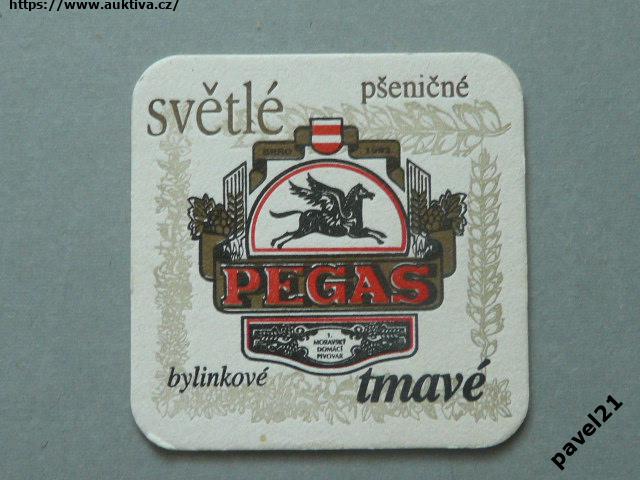 https://www.auktiva.cz/
světlé
pšeničné
BRNO 1992
PEGAS
1.
MORAVSKÝ
DOMÁCÍ
PIVOVAR
bylinkové
tmavé
pavel21